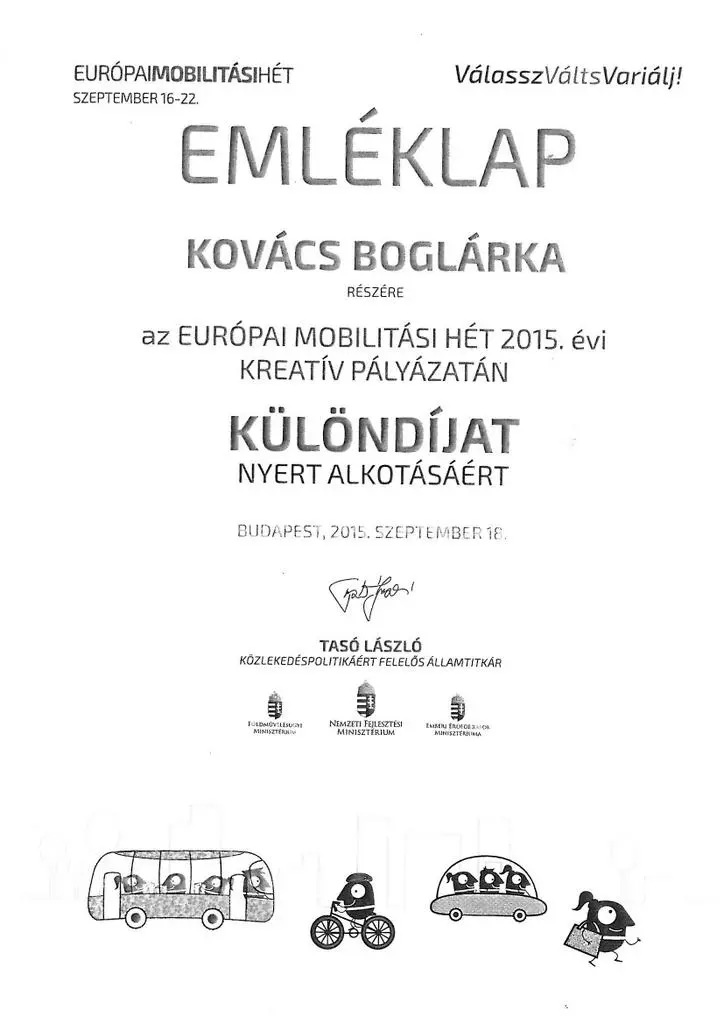 EURÓPAIMOBILITÁSIHÉT
SZEPTEMBER 16-22.
VálasszVáltsVariálj!
EMLÉKLAP
KOVÁCS BOGLÁRKA
RÉSZÉRE
az EURÓPAI MOBILITÁSI HÉT 2015. évi
KREATÍV PÁLYÁZATÁN
KÜLÖNDÍJAT
NYERT ALKOTÁSÁÉRT
BUDAPEST, 2015. SZEPTEMBER 18.
TASÓ LÁSZLÓ
KÖZLEKEDÉSPOLITIKÁÉRT FELELŐS ÁLLAMTITKÁR
FÖLDMŰVELÉSÜGYI
MINISZTÉRIUM
NEMZETI FEJLESZTÉSI
MINISZTÉRIUM
EMBERI ERŐFORRÁSOK
MINISZTÉRIUMA